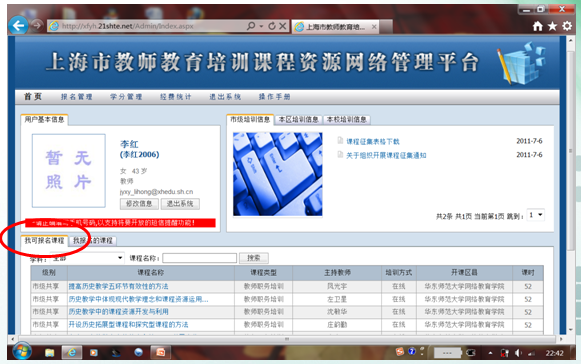 http://xfyh.21shte.net/Admin/Index.aspx
上海市教师教育培...
上海市教师教育培训课程资源网络管理平台
首 页 报名管理 学分管理 经费统计 退出系统 操作手册
用户基本信息
市级培训信息 本区培训信息 本校培训信息
暂 无
照 片
李红
(李红2006)
女 43 岁
教师
jyxy_lihong@xhedu.sh.cn
修改信息 退出系统
课程征集表格下载 2011-7-6
关于组织开展课程征集通知 2011-7-6
共2条 共1页 当前第1页 跳到: 1
手机号码,以支持将要开放的短信提醒功能!
我可报名课程 我报名的课程
课程名称: 搜索
级别 课程名称 课程类型 主持教师 培训方式 开课区县 课时
市级共享 提高历史教学五环节有效性的方法 教师职务培训 凤光宇 在线 华东师范大学网络教育学院 52
市级共享 历史教学中体现现代教学理念和课程资源运用... 教师职务培训 左卫星 在线 华东师范大学网络教育学院 52
市级共享 历史教学中的课程资源开发与利用 教师职务培训 沈敏华 在线 华东师范大学网络教育学院 52
市级共享 开设历史拓展型课程和探究型课程的方法 教师职务培训 庄韵勤 在线 华东师范大学网络教育学院 52
22:42